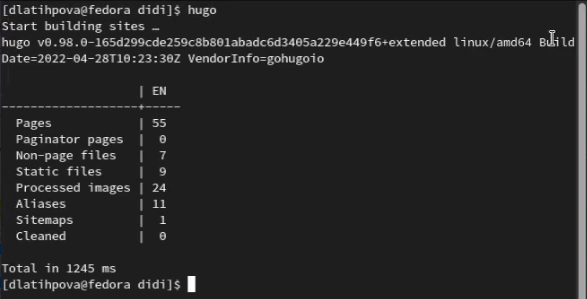 [dlatihpova@fedora didi]$ hugo
Start building sites …
hugo v0.98.0-165d299cde259c8b801abadc6d3405a229e449f6+extended linux/amd64 Build
Date=2022-04-28T10:23:30Z VendorInfo=gohugoio
| EN
-------------------+-----
Pages | 55
Paginator pages | 0
Non-page files | 7
Static files | 9
Processed images | 24
Aliases | 11
Sitemaps | 1
Cleaned | 0
Total in 1245 ms
[dlatihpova@fedora didi]$